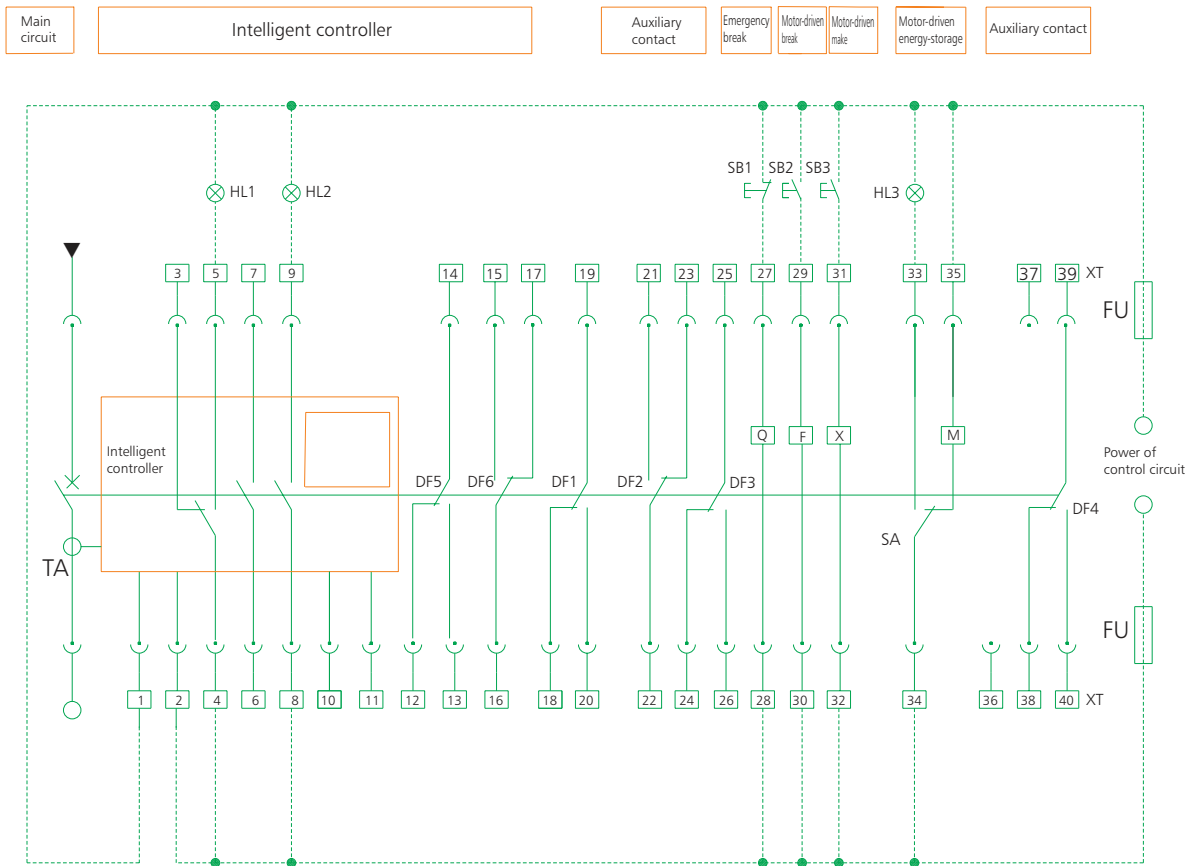 Main
circuit
Intelligent controller
Auxiliary
contact
Emergency
break
Motor-driven
break
Motor-driven
make
Motor-driven
energy-storage
Auxiliary contact
SB1 SB2 SB3
HL1 HL2 HL3
3 5 7 9 14 15 17 19 21 23 25 27 29 31 33 35 37 39 XT
FU
Q F X M
Intelligent
controller
Power of
control circuit
DF5 DF6 DF1 DF2 DF3 DF4
SA
TA
FU
1 2 4 6 8 10 11 12 13 16 18 20 22 24 26 28 30 32 34 36 38 40 XT